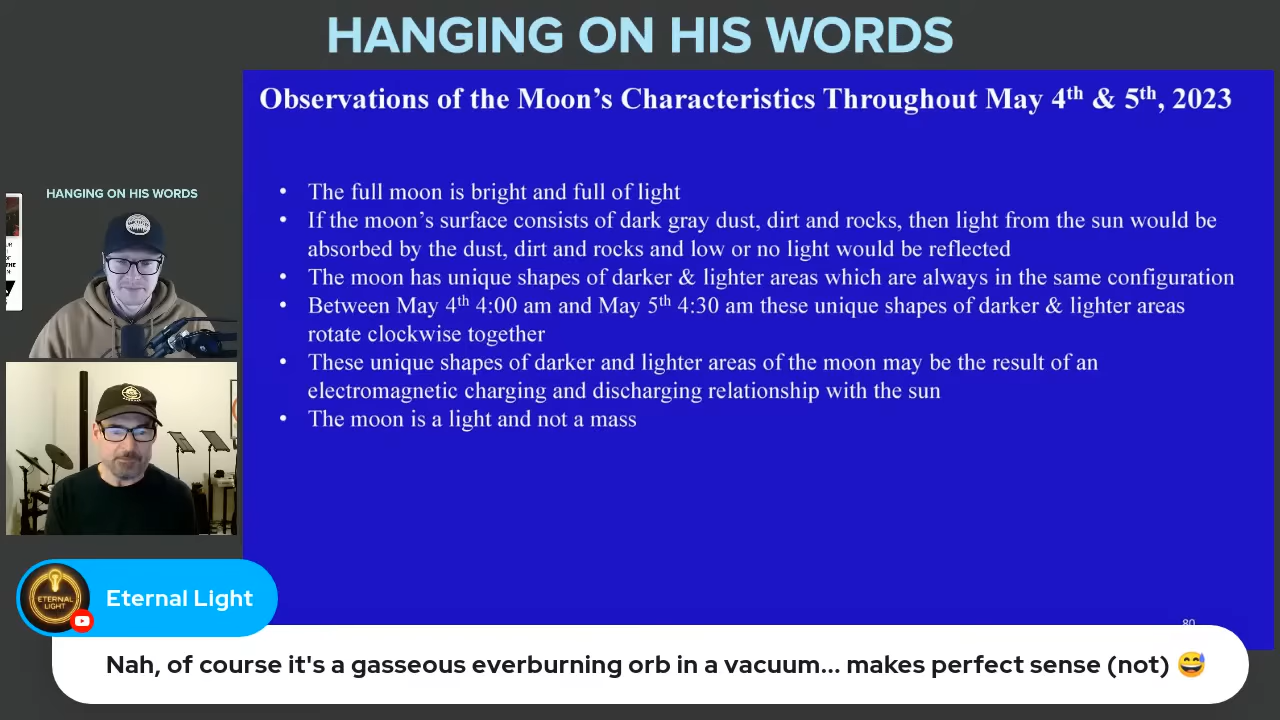 HANGING ON HIS WORDS
Observations of the Moon's Characteristics Throughout May 4th & 5th, 2023
• The full moon is bright and full of light
• If the moon's surface consists of dark gray dust, dirt and rocks, then light from the sun would be
absorbed by the dust, dirt and rocks and low or no light would be reflected
• The moon has unique shapes of darker & lighter areas which are always in the same configuration
• Between May 4th 4:00 am and May 5th 4:30 am these unique shapes of darker & lighter areas
rotate clockwise together
• These unique shapes of darker and lighter areas of the moon may be the result of an
electromagnetic charging and discharging relationship with the sun
• The moon is a light and not a mass
80
HANGING ON HIS WORDS
ETERNAL
LIGHT
Eternal Light
Nah, of course it's a gasseous everburning orb in a vacuum... makes perfect sense (not) 😅